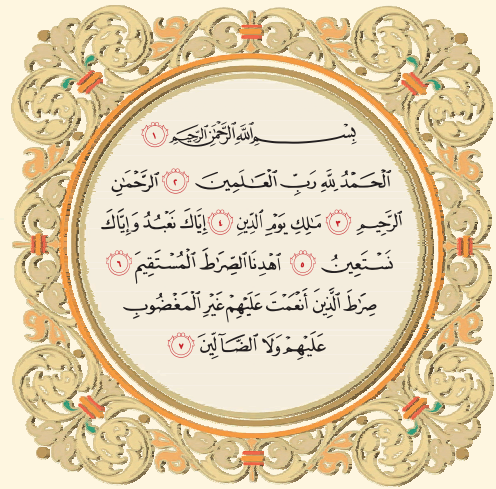 بِسْمِ ٱللَّهِ ٱلرَّحْمَٰنِ ٱلرَّحِيمِ ١
ٱلْحَمْدُ لِلَّهِ رَبِّ ٱلْعَٰلَمِينَ ٢ ٱلرَّحْمَٰنِ
ٱلرَّحِيمِ ٣ مَٰلِكِ يَوْمِ ٱلدِّينِ ٤ إِيَّاكَ نَعْبُدُ وَإِيَّاكَ
نَسْتَعِينُ ٥ ٱهْدِنَا ٱلصِّرَٰطَ ٱلْمُسْتَقِيمَ ٦
صِرَٰطَ ٱلَّذِينَ أَنْعَمْتَ عَلَيْهِمْ غَيْرِ ٱلْمَغْضُوبِ
عَلَيْهِمْ وَلَا ٱلضَّآلِّينَ ٧